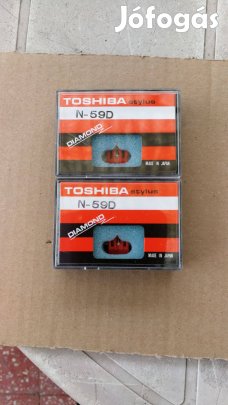 Jófogás
TOSHIBA stylus
N-59D
DIAMOND
MADE IN JAPAN
TOSHIBA stylus
N-59D
DIAMOND
MADE IN JAPAN